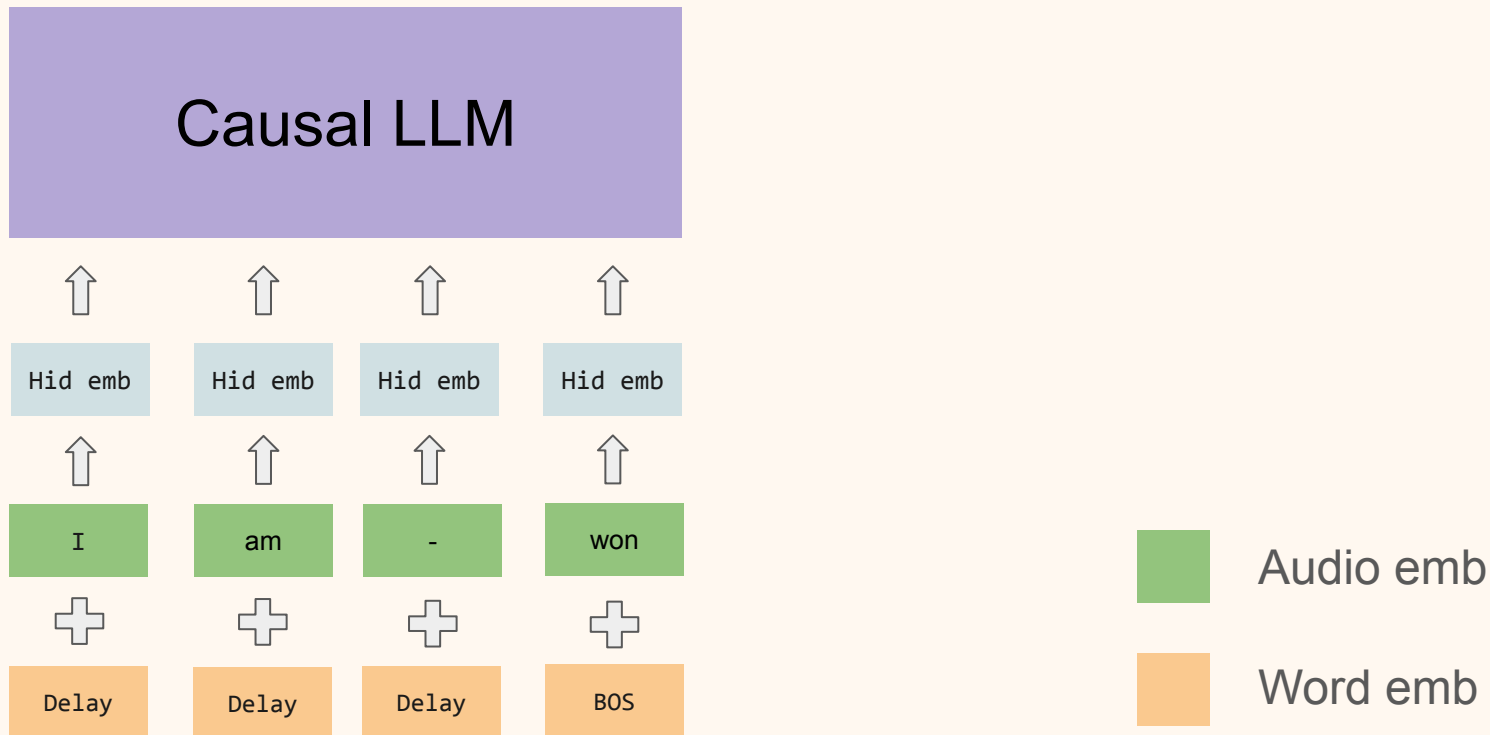 Causal LLM
Hid emb Hid emb Hid emb Hid emb
I am - won
Audio emb
Delay Delay Delay BOS
Word emb